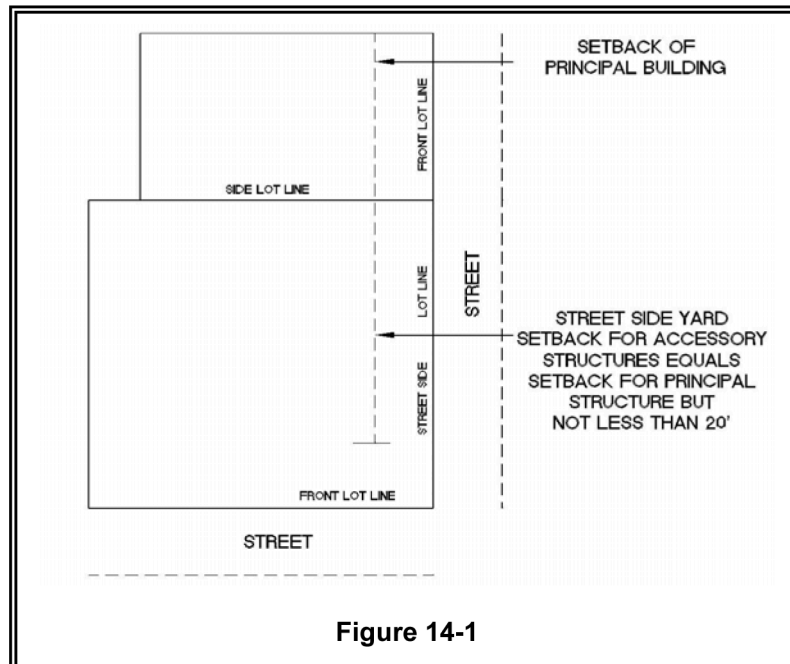 SETBACK OF
PRINCIPAL BUILDING
FRONT LOT LINE
SIDE LOT LINE
STREET
LOT LINE
STREET SIDE
STREET SIDE YARD
SETBACK FOR ACCESSORY
STRUCTURES EQUALS
SETBACK FOR PRINCIPAL
STRUCTURE BUT
NOT LESS THAN 20'
FRONT LOT LINE
STREET
Figure 14-1